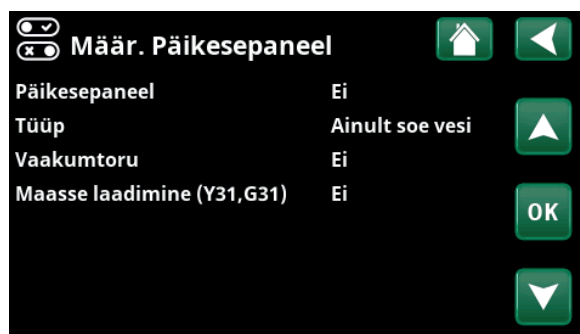 Määr. Päikesepaneel
Päikesepaneel Ei
Tüüp Ainult soe vesi
Vaakumtoru Ei
Maasse laadimine (Y31,G31) Ei
OK